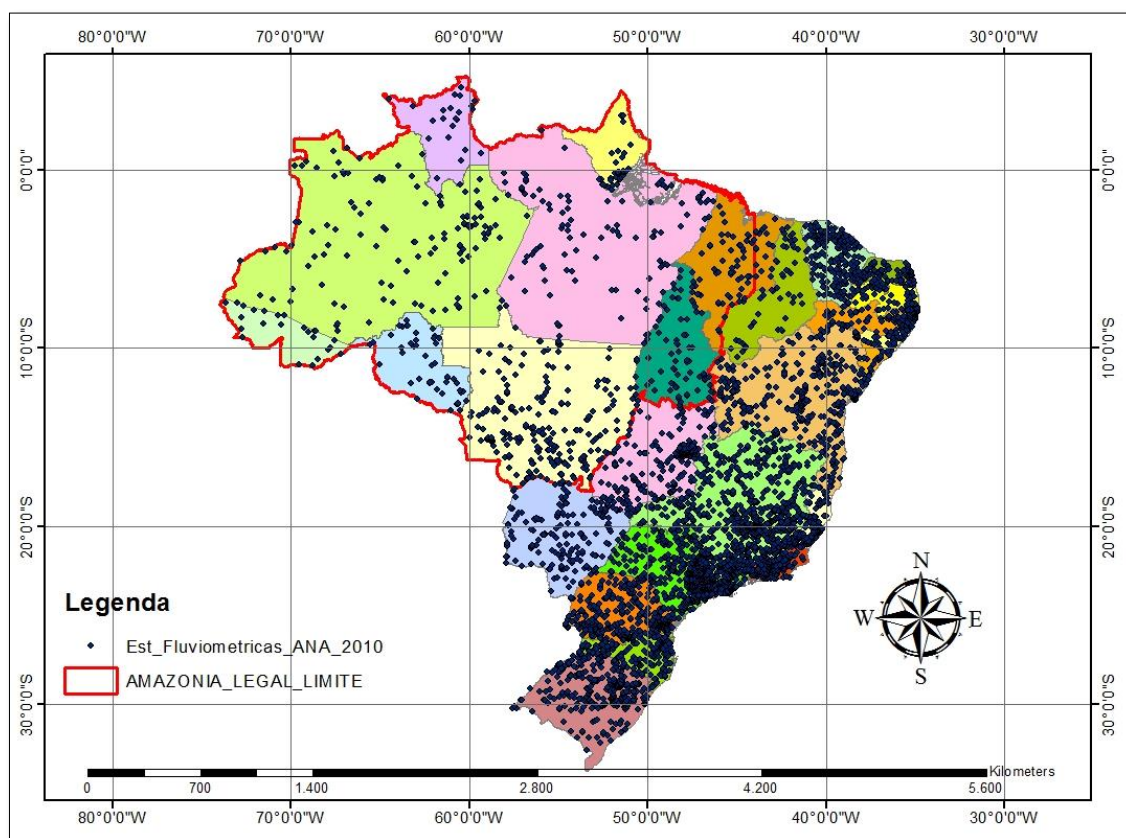 80°0'0"W 70°0'0"W 60°0'0"W 50°0'0"W 40°0'0"W 30°0'0"W
0°0'0" 0°0'0"
10°0'0"S 10°0'0"S
20°0'0"S 20°0'0"S
N
Legenda
W E
Est_Fluviometricas_ANA_2010
S
AMAZONIA_LEGAL_LIMITE
30°0'0"S 30°0'0"S
Kilometers
0 700 1.400 2.800 4.200 5.600
80°0'0"W 70°0'0"W 60°0'0"W 50°0'0"W 40°0'0"W 30°0'0"W